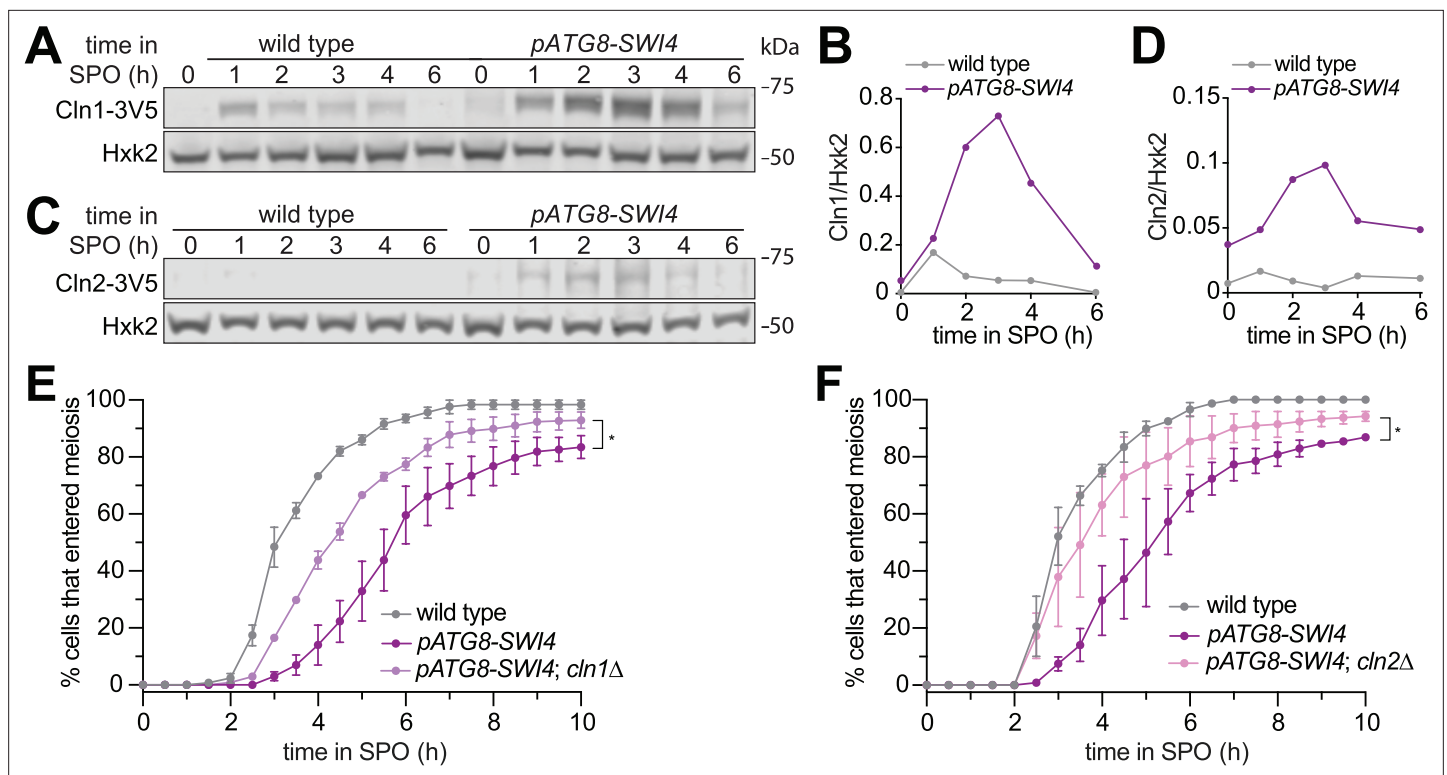 A
time in
SPO (h)
wild type
pATG8-SWI4
kDa
0 1 2 3 4 6 0 1 2 3 4 6
-75
Cln1-3V5
Hxk2
-50
B
wild type
pATG8-SWI4
0.8
0.6
0.4
0.2
0
Cln1/Hxk2
0 2 4 6
time in SPO (h)
C
time in
SPO (h)
wild type
pATG8-SWI4
0 1 2 3 4 6 0 1 2 3 4 6
-75
Cln2-3V5
Hxk2
-50
D
wild type
pATG8-SWI4
0.15
0.1
0.05
0
Cln2/Hxk2
0 2 4 6
time in SPO (h)
E
100
80
60
40
20
0
% cells that entered meiosis
*
wild type
pATG8-SWI4
pATG8-SWI4; cln1Δ
0 2 4 6 8 10
time in SPO (h)
F
100
80
60
40
20
0
% cells that entered meiosis
*
wild type
pATG8-SWI4
pATG8-SWI4; cln2Δ
0 2 4 6 8 10
time in SPO (h)